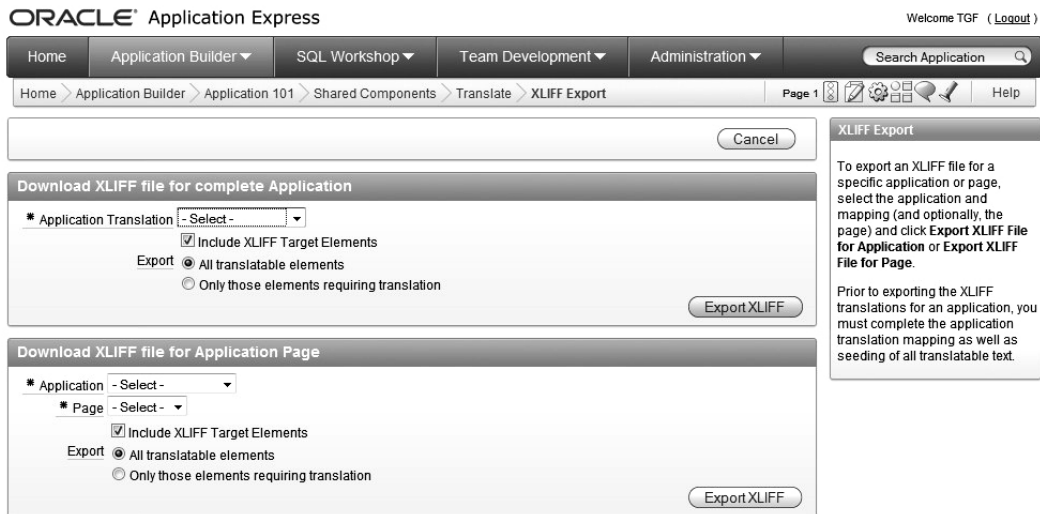 ORACLE® Application Express
Welcome TGF ( Logout )
Home Application Builder SQL Workshop Team Development Administration Search Application
Home Application Builder Application 101 Shared Components Translate XLIFF Export Page 1 Help
Cancel
Download XLIFF file for complete Application
* Application Translation - Select -
Include XLIFF Target Elements
Export All translatable elements
Only those elements requiring translation
Export XLIFF
Download XLIFF file for Application Page
* Application - Select -
* Page - Select -
Include XLIFF Target Elements
Export All translatable elements
Only those elements requiring translation
Export XLIFF
XLIFF Export
To export an XLIFF file for a
specific application or page,
select the application and
mapping (and optionally, the
page) and click Export XLIFF File
for Application or Export XLIFF
File for Page.
Prior to exporting the XLIFF
translations for an application, you
must complete the application
translation mapping as well as
seeding of all translatable text.